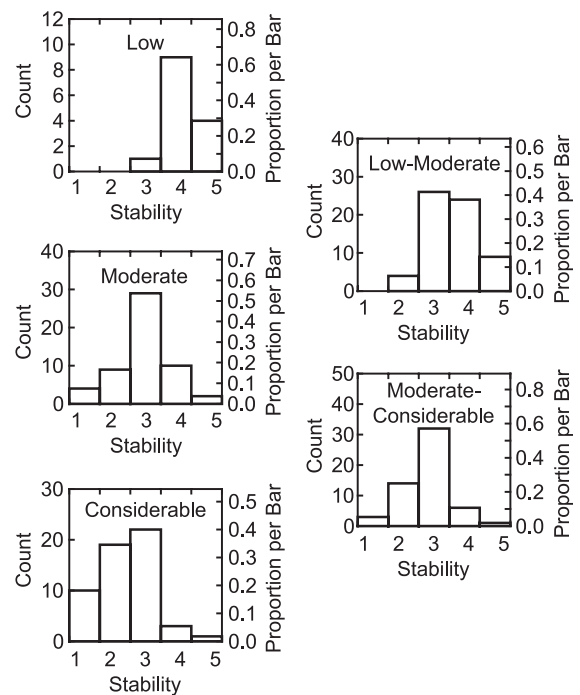 12
10
8
6
4
2
0
Count
Low
0.8
0.6
0.4
0.2
0.0
Proportion per Bar
1 2 3 4 5
Stability
40
30
20
10
0
Count
Low-Moderate
0.6
0.5
0.4
0.3
0.2
0.1
0.0
Proportion per Bar
1 2 3 4 5
Stability
40
30
20
10
0
Count
Moderate
0.7
0.6
0.5
0.4
0.3
0.2
0.1
0.0
Proportion per Bar
1 2 3 4 5
Stability
50
40
30
20
10
0
Count
Moderate-
Considerable
0.8
0.6
0.4
0.2
0.0
Proportion per Bar
1 2 3 4 5
Stability
30
20
10
0
Count
Considerable
0.5
0.4
0.3
0.2
0.1
0.0
Proportion per Bar
1 2 3 4 5
Stability